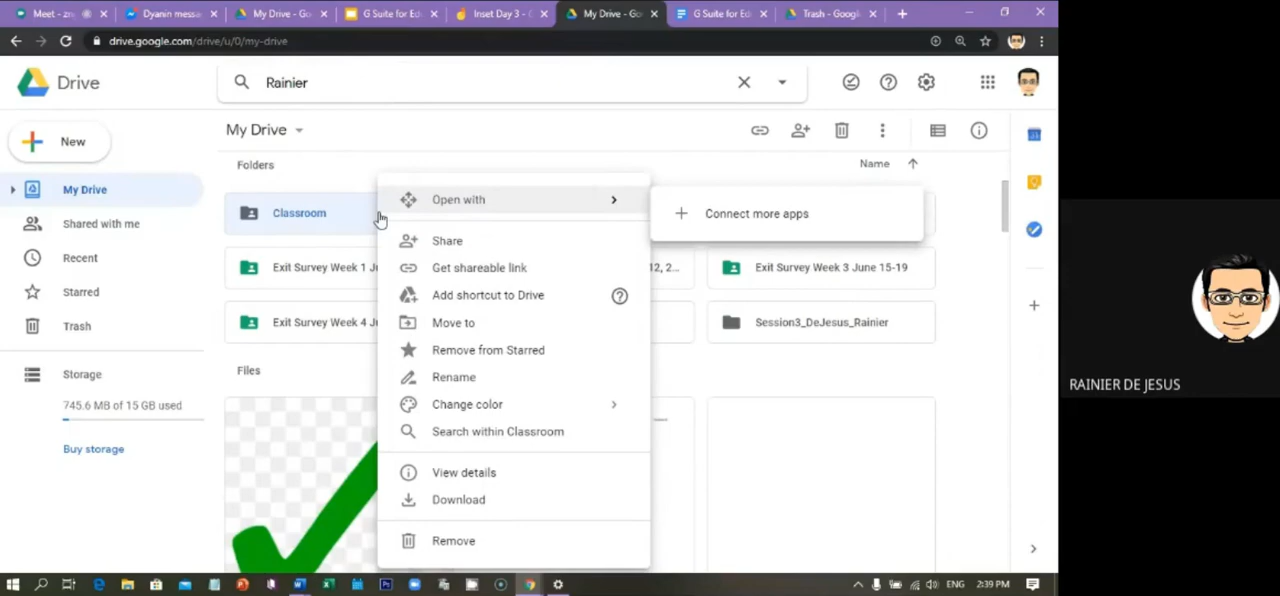 Meet - zn
Dyanin messa
My Drive - Go
G Suite for Ed
Inset Day 3 - G
My Drive - Go
G Suite for Ed
Trash - Google
drive.google.com/drive/u/0/my-drive
Drive
Rainier
New
My Drive
Folders
Name
My Drive
Shared with me
Recent
Starred
Trash
Storage
745.6 MB of 15 GB used
Buy storage
Classroom
Open with
Connect more apps
Share
Exit Survey Week 1 Ju
Get shareable link
12, 2...
Exit Survey Week 3 June 15-19
Add shortcut to Drive
Exit Survey Week 4 Ju
Move to
Session3_DeJesus_Rainier
Remove from Starred
Files
Rename
Change color
Search within Classroom
View details
Download
Remove
RAINIER DE JESUS
ENG
2:39 PM